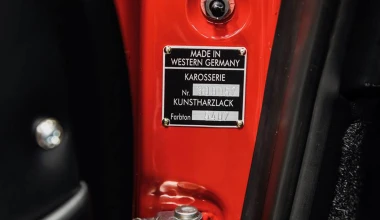 MADE IN
WESTERN GERMANY
KAROSSERIE
Nr.
KUNSTHARZLACK
Farbton